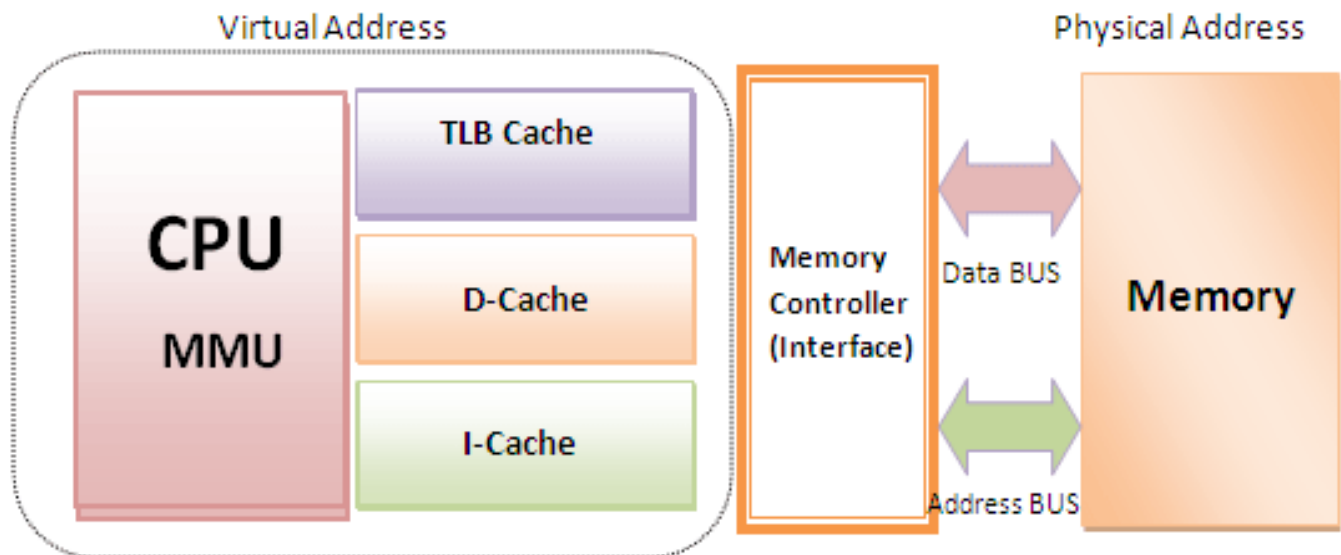 Virtual Address
Physical Address
CPU
MMU
TLB Cache
D-Cache
I-Cache
Memory
Controller
(Interface)
Data BUS
Address BUS
Memory